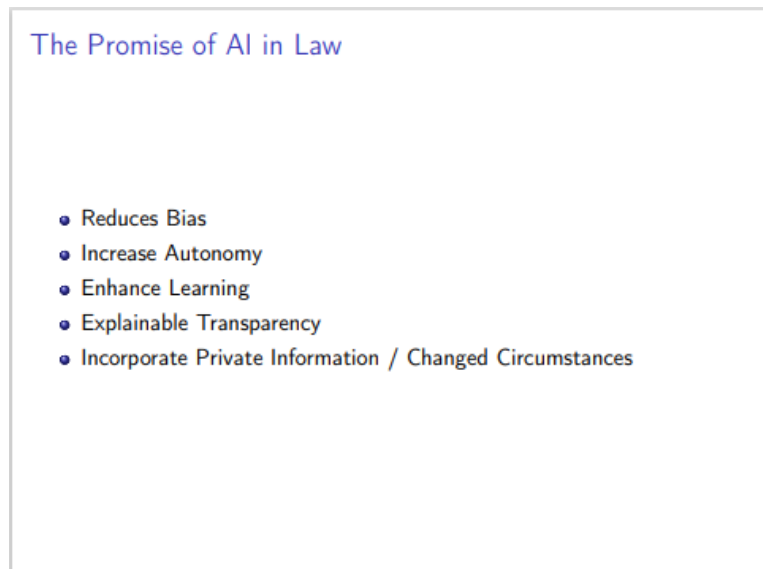 The Promise of AI in Law
Reduces Bias
Increase Autonomy
Enhance Learning
Explainable Transparency
Incorporate Private Information / Changed Circumstances